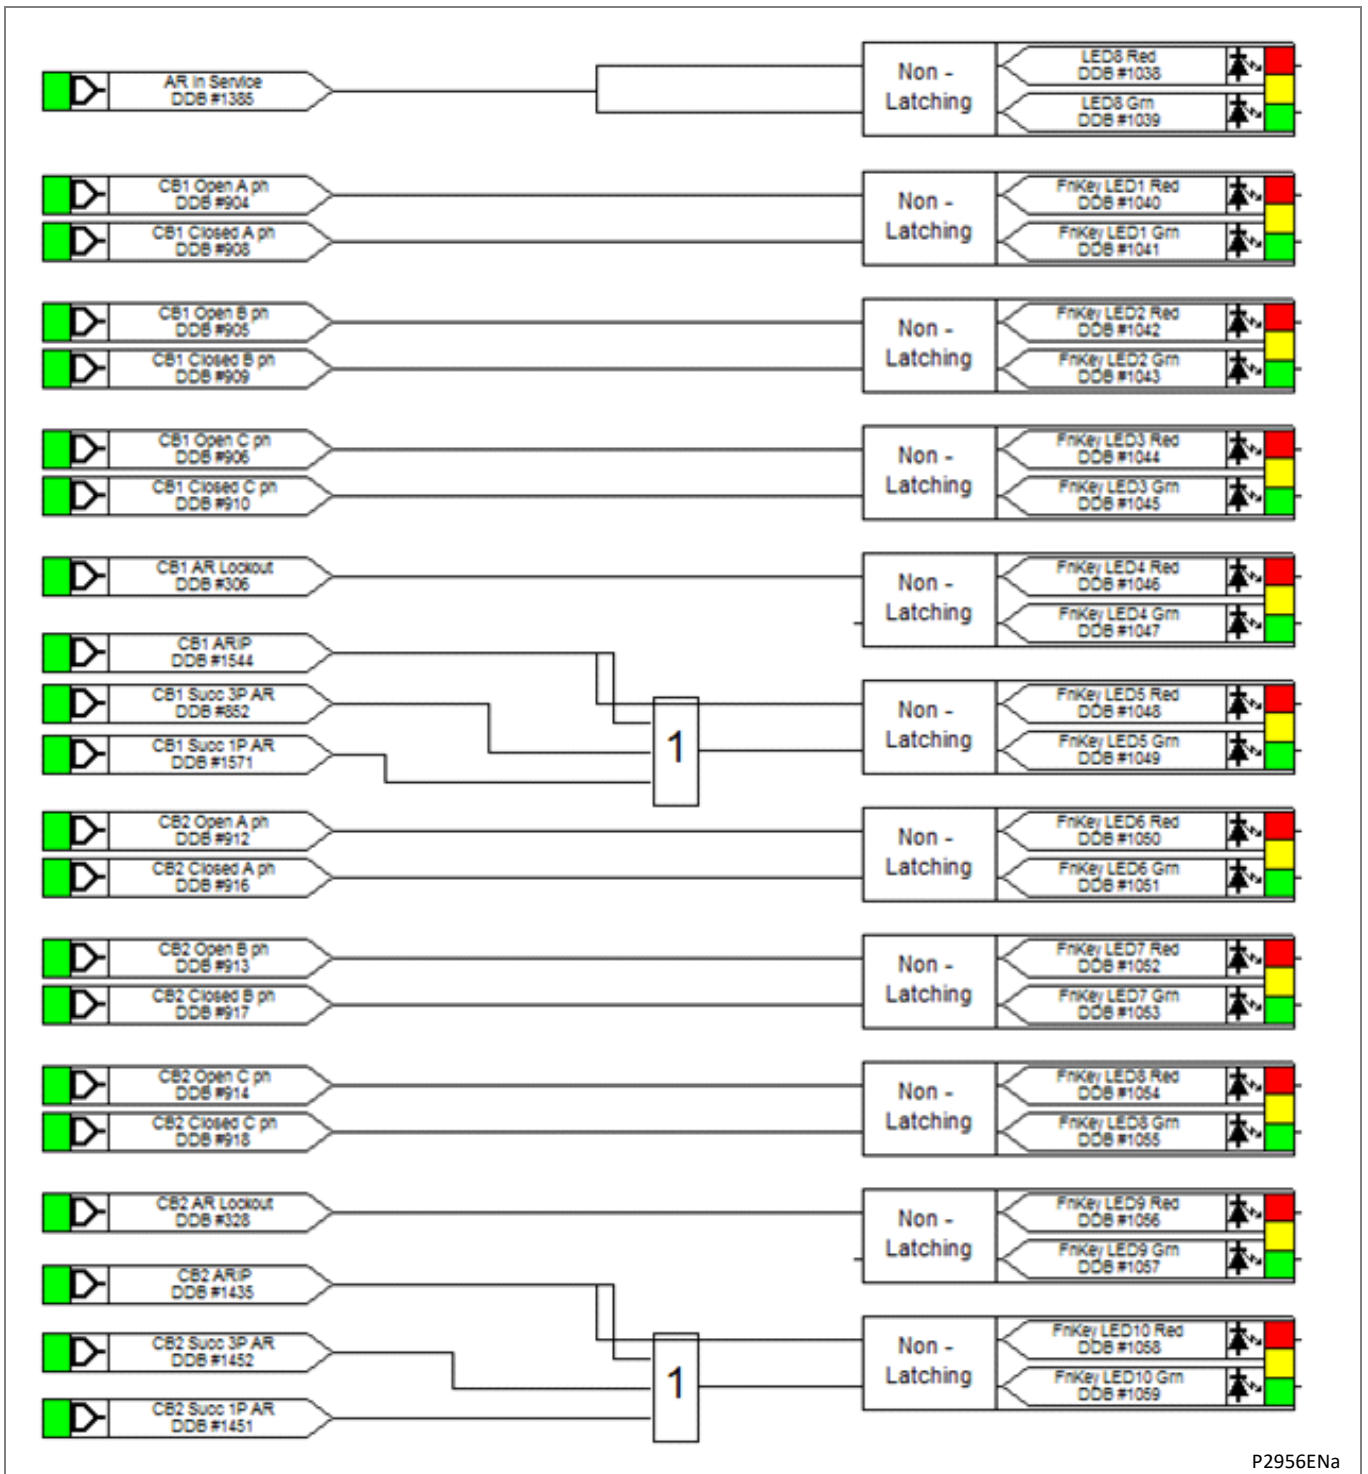 AR in Service
DDB #1385
Non -
Latching
LED8 Red
DDB #1038
LED8 Grn
DDB #1039
CB1 Open A ph
DDB #904
CB1 Closed A ph
DDB #908
Non -
Latching
FnKey LED1 Red
DDB #1040
FnKey LED1 Grn
DDB #1041
CB1 Open B ph
DDB #905
CB1 Closed B ph
DDB #909
Non -
Latching
FnKey LED2 Red
DDB #1042
FnKey LED2 Grn
DDB #1043
CB1 Open C ph
DDB #906
CB1 Closed C ph
DDB #910
Non -
Latching
FnKey LED3 Red
DDB #1044
FnKey LED3 Grn
DDB #1045
CB1 AR Lockout
DDB #306
Non -
Latching
FnKey LED4 Red
DDB #1046
FnKey LED4 Grn
DDB #1047
CB1 ARIP
DDB #1544
CB1 Succ 3P AR
DDB #852
CB1 Succ 1P AR
DDB #1571
1
Non -
Latching
FnKey LED5 Red
DDB #1048
FnKey LED5 Grn
DDB #1049
CB2 Open A ph
DDB #912
CB2 Closed A ph
DDB #916
Non -
Latching
FnKey LED6 Red
DDB #1050
FnKey LED6 Grn
DDB #1051
CB2 Open B ph
DDB #913
CB2 Closed B ph
DDB #917
Non -
Latching
FnKey LED7 Red
DDB #1052
FnKey LED7 Grn
DDB #1053
CB2 Open C ph
DDB #914
CB2 Closed C ph
DDB #918
Non -
Latching
FnKey LED8 Red
DDB #1054
FnKey LED8 Grn
DDB #1055
CB2 AR Lockout
DDB #328
Non -
Latching
FnKey LED9 Red
DDB #1056
FnKey LED9 Grn
DDB #1057
CB2 ARIP
DDB #1435
CB2 Succ 3P AR
DDB #1452
CB2 Succ 1P AR
DDB #1451
1
Non -
Latching
FnKey LED10 Red
DDB #1058
FnKey LED10 Grn
DDB #1059
P2956ENa